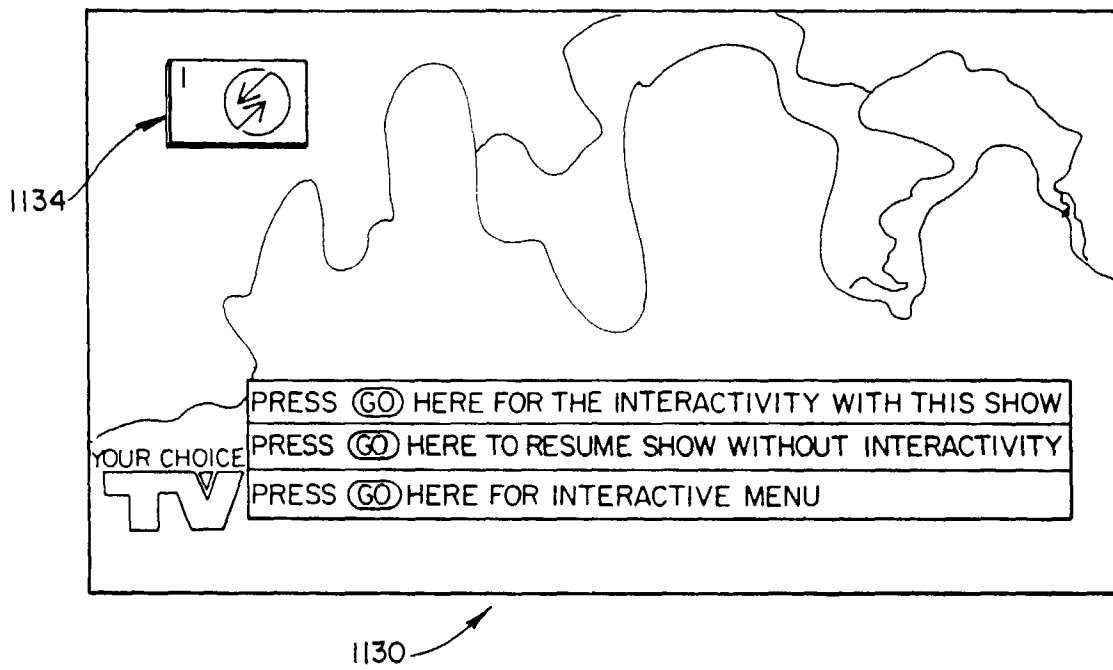 I
1134
PRESS GO HERE FOR THE INTERACTIVITY WITH THIS SHOW
PRESS GO HERE TO RESUME SHOW WITHOUT INTERACTIVITY
PRESS GO HERE FOR INTERACTIVE MENU
YOUR CHOICE
TV
1130